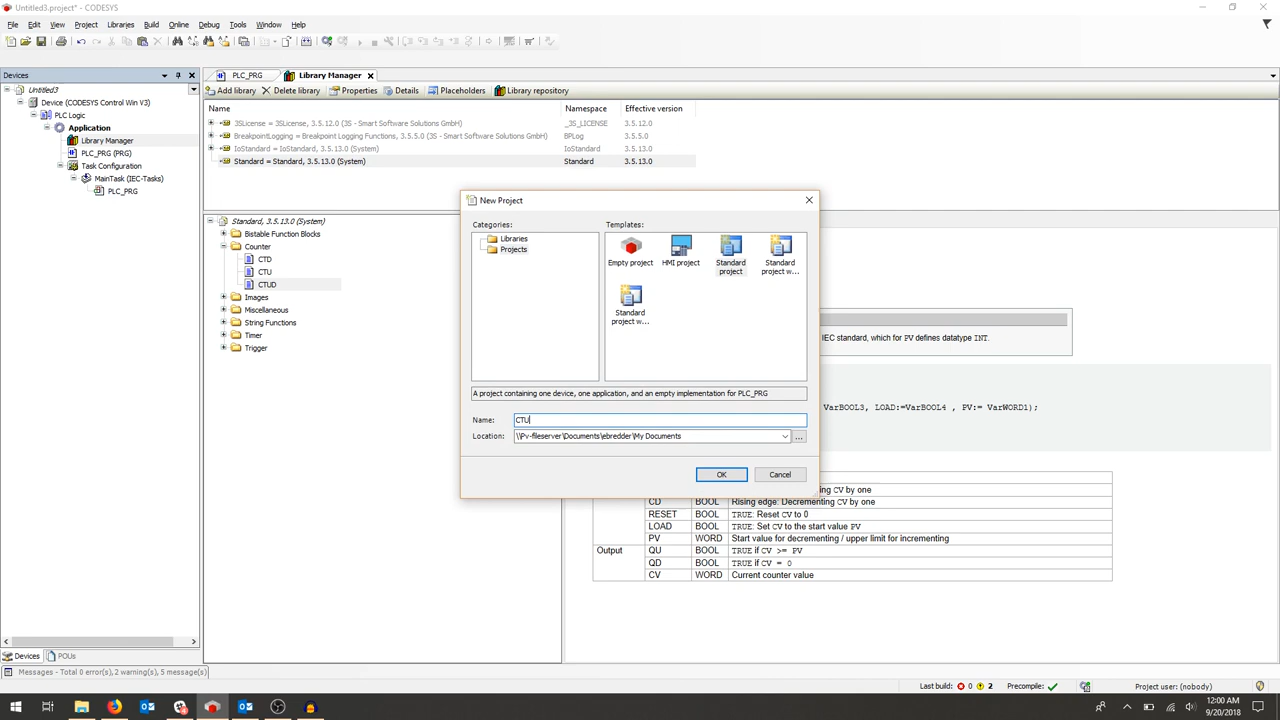 Untitled3.project* - CODESYS
File Edit View Project Libraries Build Online Debug Tools Window Help
Devices
Untitled3
Device (CODESYS Control Win V3)
PLC Logic
Application
Library Manager
PLC_PRG (PRG)
Task Configuration
MainTask (IEC-Tasks)
PLC_PRG
Devices POUs
PLC_PRG Library Manager
Add library Delete library Properties Details Placeholders Library repository
Name Namespace Effective version
3SLicense = 3SLicense, 3.5.12.0 (3S - Smart Software Solutions GmbH) _3S_LICENSE 3.5.12.0
BreakpointLogging = Breakpoint Logging Functions, 3.5.5.0 (3S - Smart Software Solutions GmbH) BPLog 3.5.5.0
IoStandard = IoStandard, 3.5.13.0 (System) IoStandard 3.5.13.0
Standard = Standard, 3.5.13.0 (System) Standard 3.5.13.0
Standard, 3.5.13.0 (System)
Bistable Function Blocks
Counter
CTD
CTU
CTUD
Images
Miscellaneous
String Functions
Timer
Trigger
New Project
Categories: Templates:
Libraries
Projects
Empty project HMI project Standard project Standard project w...
Standard project w...
A project containing one device, one application, and an empty implementation for PLC_PRG
Name: CTU
Location: \\Pv-fileserver\Documents\ebredder\My Documents ...
OK Cancel
IEC standard, which for PV defines datatype INT.
VarBOOL3, LOAD:=VarBOOL4 , PV:= VarWORD1);
ing CV by one
CD BOOL Rising edge: Decrementing CV by one
RESET BOOL TRUE: Reset CV to 0
LOAD BOOL TRUE: Set CV to the start value PV
PV WORD Start value for decrementing / upper limit for incrementing
Output QU BOOL TRUE if CV >= PV
QD BOOL TRUE if CV = 0
CV WORD Current counter value
Messages - Total 0 error(s), 2 warning(s), 5 message(s)
Last build: 0 2 Precompile: Project user: (nobody)
12:00 AM
9/20/2018